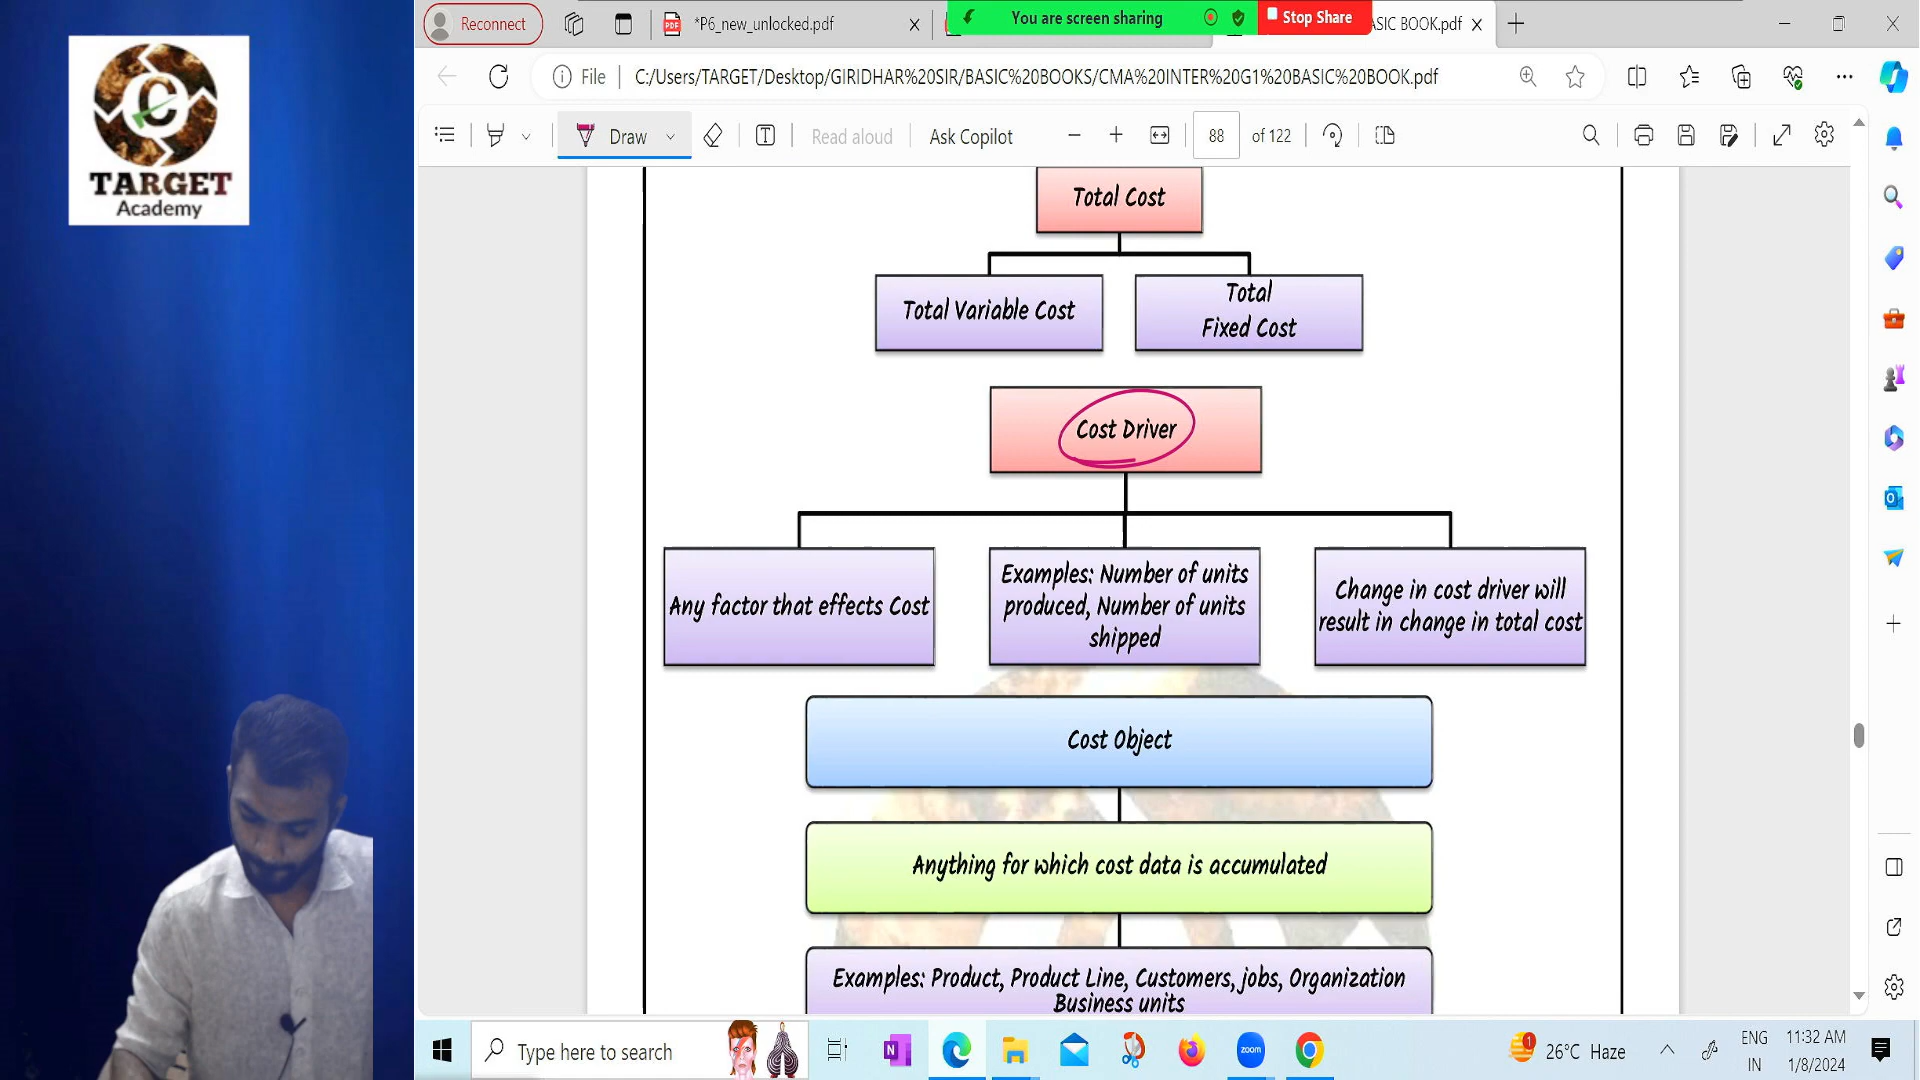 TARGET
Academy
Reconnect
*P6_new_unlocked.pdf
You are screen sharing
Stop Share
ASIC BOOK.pdf
File
C:/Users/TARGET/Desktop/GIRIDHAR%20SIR/BASIC%20BOOKS/CMA%20INTER%20G1%20BASIC%20BOOK.pdf
Draw
Read aloud
Ask Copilot
88
of 122
Total Cost
Total Variable Cost
Total
Fixed Cost
Cost Driver
Any factor that effects Cost
Examples: Number of units
produced, Number of units
shipped
Change in cost driver will
result in change in total cost
Cost Object
Anything for which cost data is accumulated
Examples: Product, Product Line, Customers, jobs, Organization
Business units
Type here to search
zoom
1
26°C Haze
ENG
IN
11:32 AM
1/8/2024